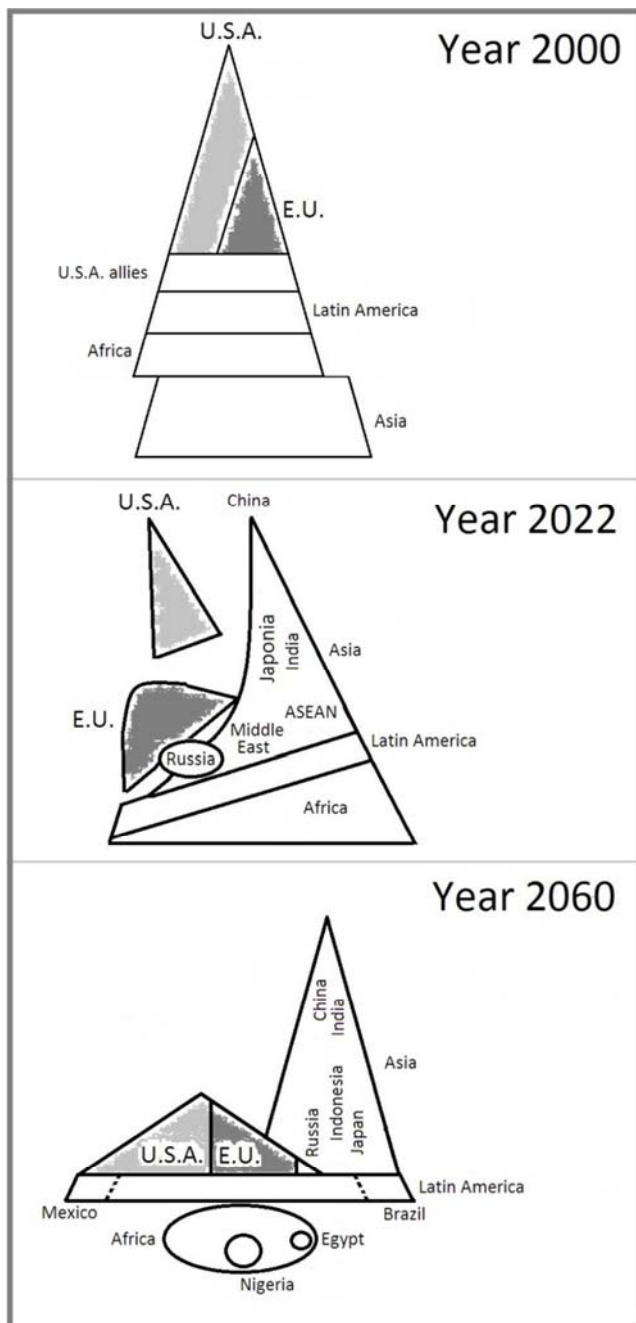 U.S.A.
Year 2000
E.U.
U.S.A. allies
Latin America
Africa
Asia
U.S.A.
China
Year 2022
Japonia
India
Asia
E.U.
ASEAN
Middle
East
Latin America
Russia
Africa
Year 2060
China
India
Asia
Russia
Indonesia
Japan
U.S.A.
E.U.
Latin America
Mexico
Brazil
Africa
Egypt
Nigeria